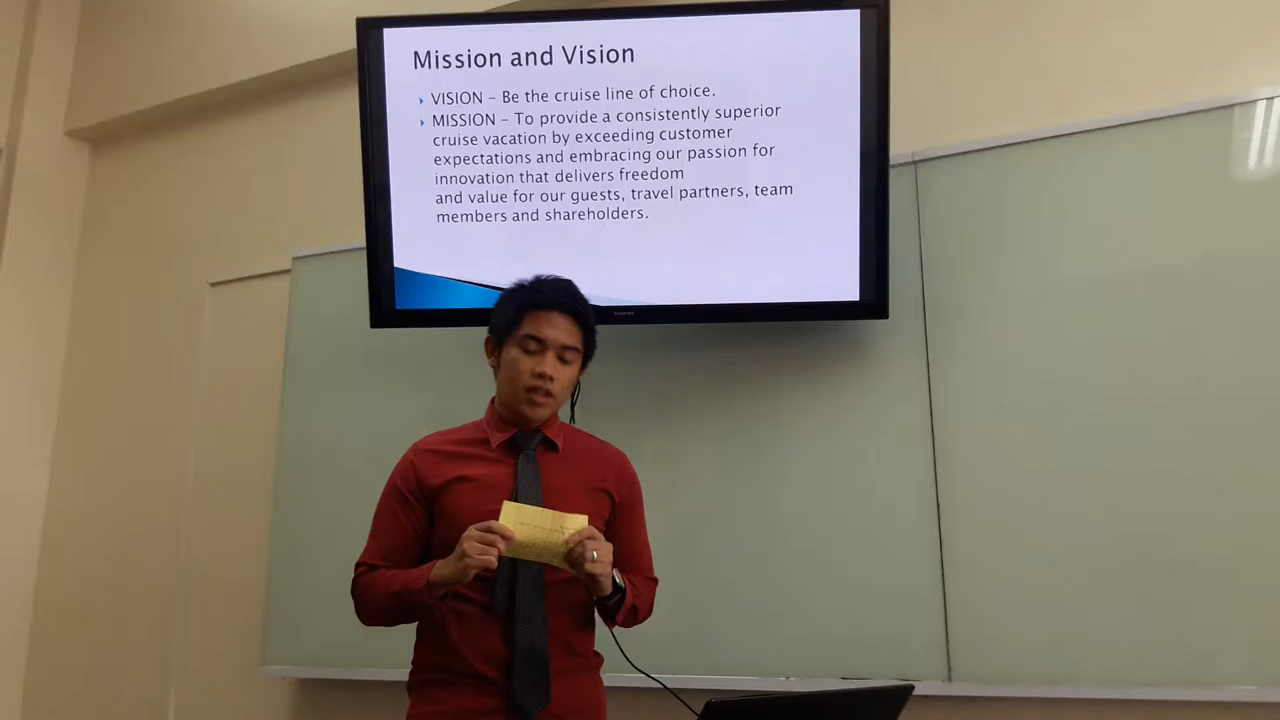 Mission and Vision
VISION – Be the cruise line of choice.
MISSION – To provide a consistently superior
cruise vacation by exceeding customer
expectations and embracing our passion for
innovation that delivers freedom
and value for our guests, travel partners, team
members and shareholders.
SAMSUNG